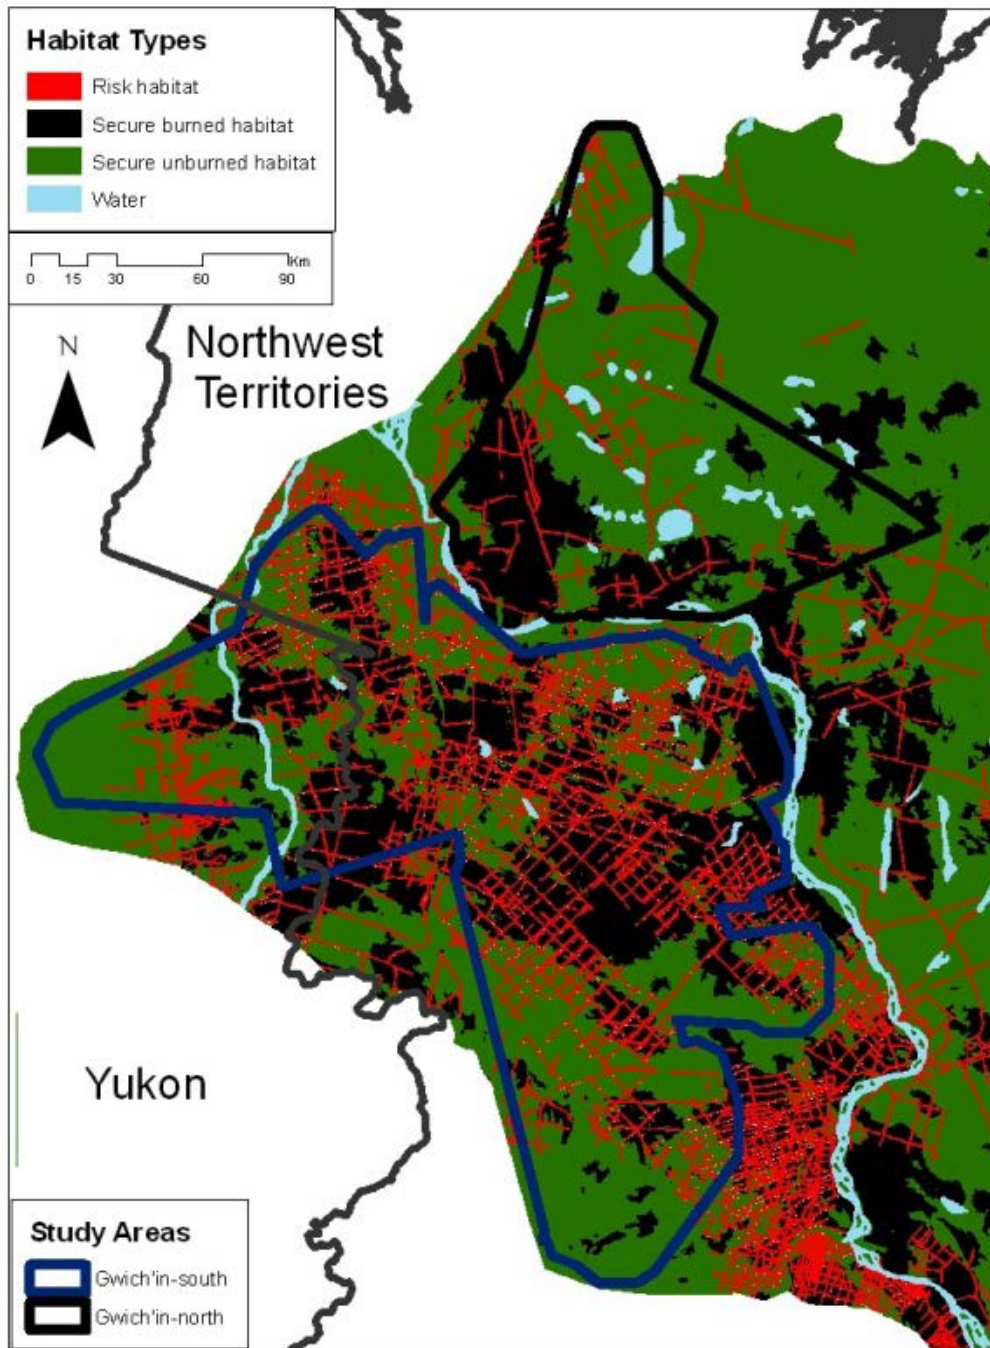 Habitat Types
Risk habitat
Secure burned habitat
Secure unburned habitat
Water
Km
0 15 30 60 90
N
Northwest
Territories
Yukon
Study Areas
Gwich'in-south
Gwich'in-north